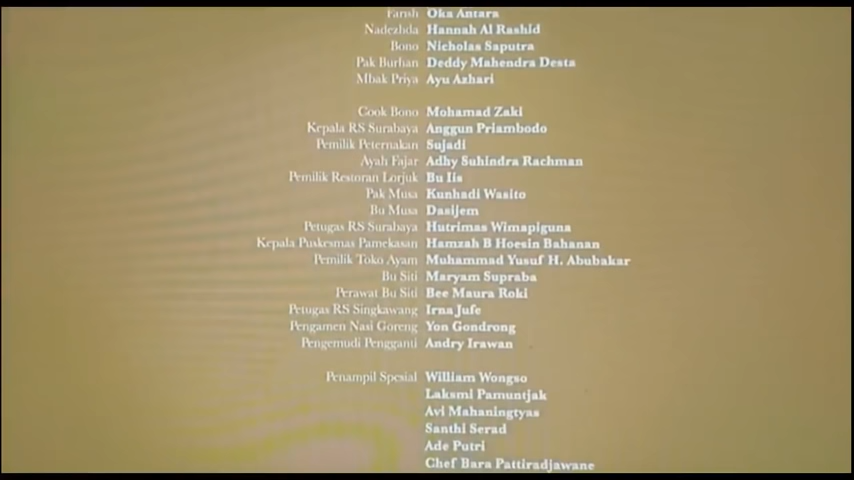 Farish Oka Antara
Nadezhda Hannah Al Rashid
Bono Nicholas Saputra
Pak Burhan Deddy Mahendra Desta
Mbak Priya Ayu Azhari
Cook Bono Mohamad Zaki
Kepala RS Surabaya Anggun Priambodo
Pemilik Peternakan Sujadi
Ayah Fajar Adhy Suhindra Rachman
Pemilik Restoran Lorjuk Bu Iis
Pak Musa Kunhadi Wasito
Bu Musa Dasijem
Petugas RS Surabaya Hutrimas Wimapiguna
Kepala Puskesmas Pamekasan Hamzah B Hoesin Bahanan
Pemilik Toko Ayam Muhammad Yusuf H. Abubakar
Bu Siti Maryam Supraba
Perawat Bu Siti Bee Maura Roki
Petugas RS Singkawang Irna Jufe
Pengamen Nasi Goreng Yon Gondrong
Pengemudi Pengganti Andry Irawan
Penampil Spesial William Wongso
Laksmi Pamuntjak
Avi Mahaningtyas
Santhi Serad
Ade Putri
Chef Bara Pattiradjawane